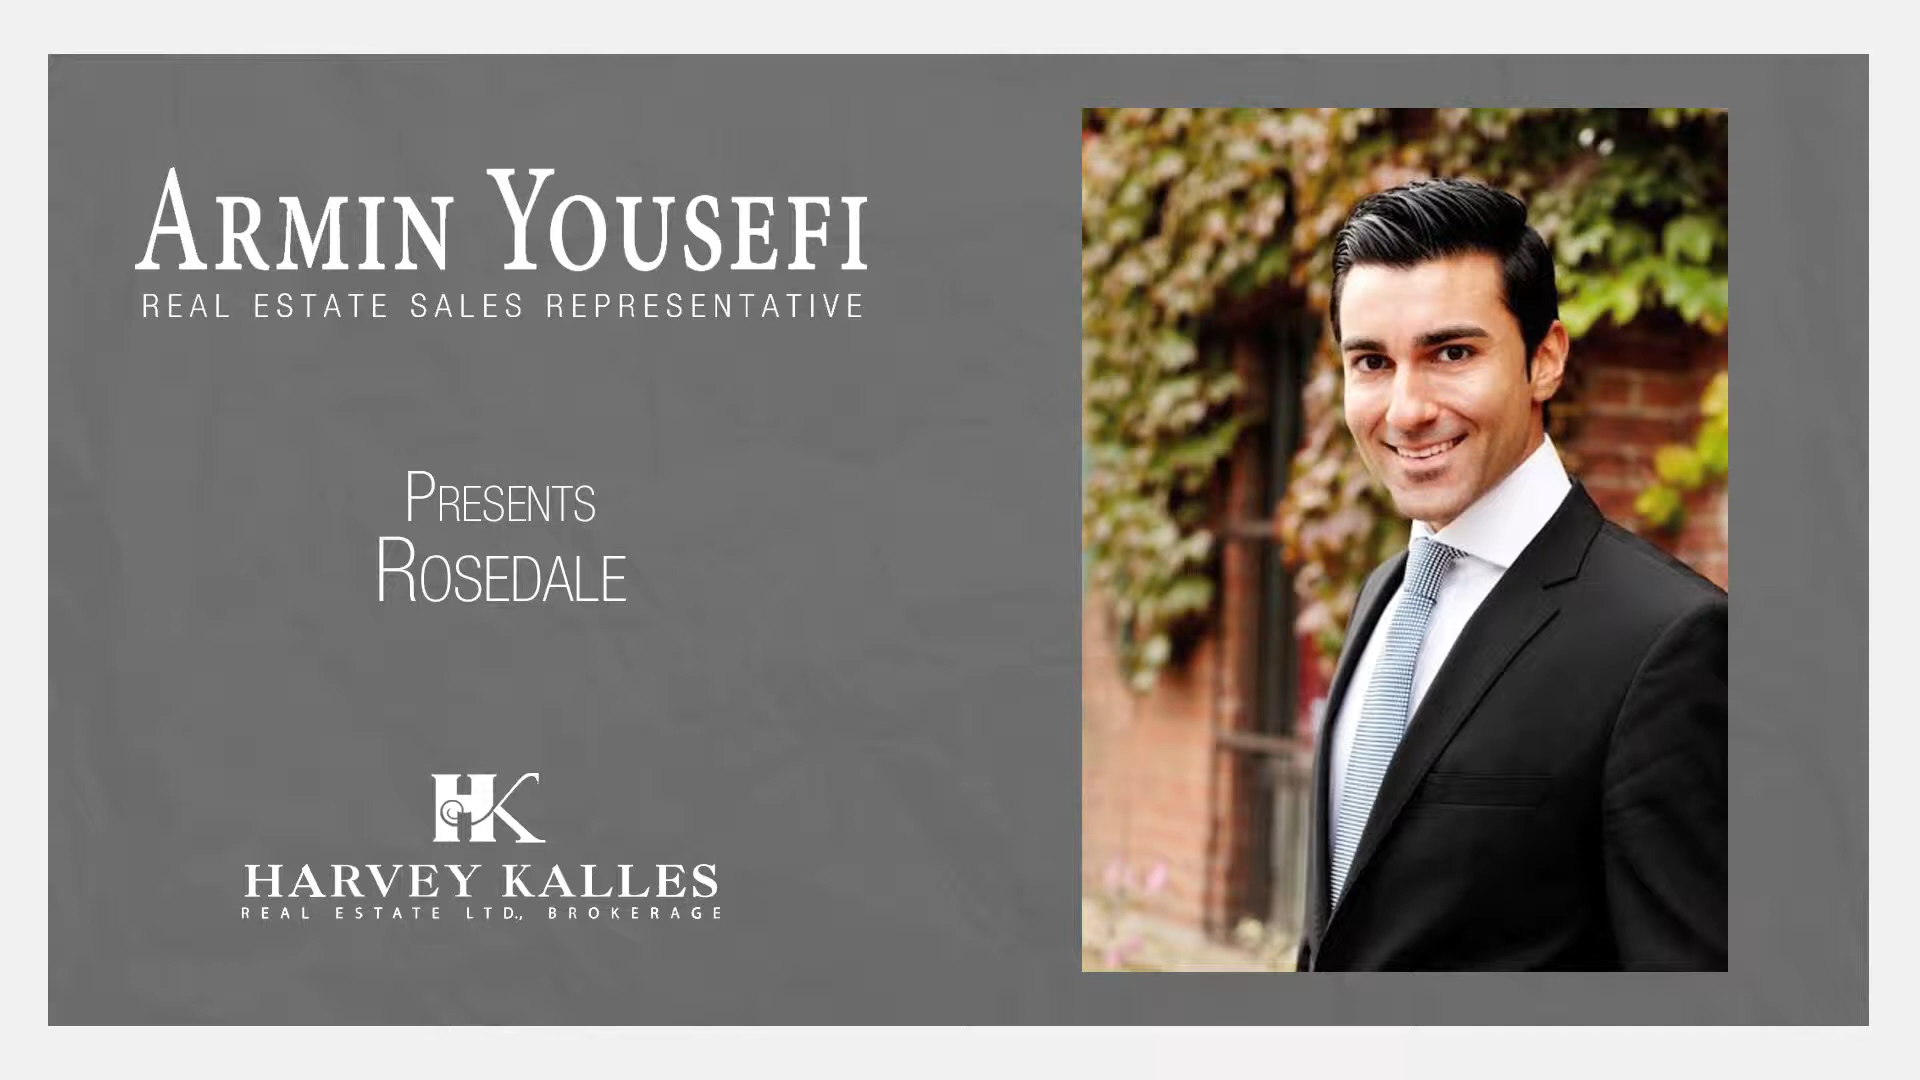 ARMIN YOUSEFI
REAL ESTATE SALES REPRESENTATIVE
PRESENTS
ROSEDALE
HK
HARVEY KALLES
REAL ESTATE LTD., BROKERAGE